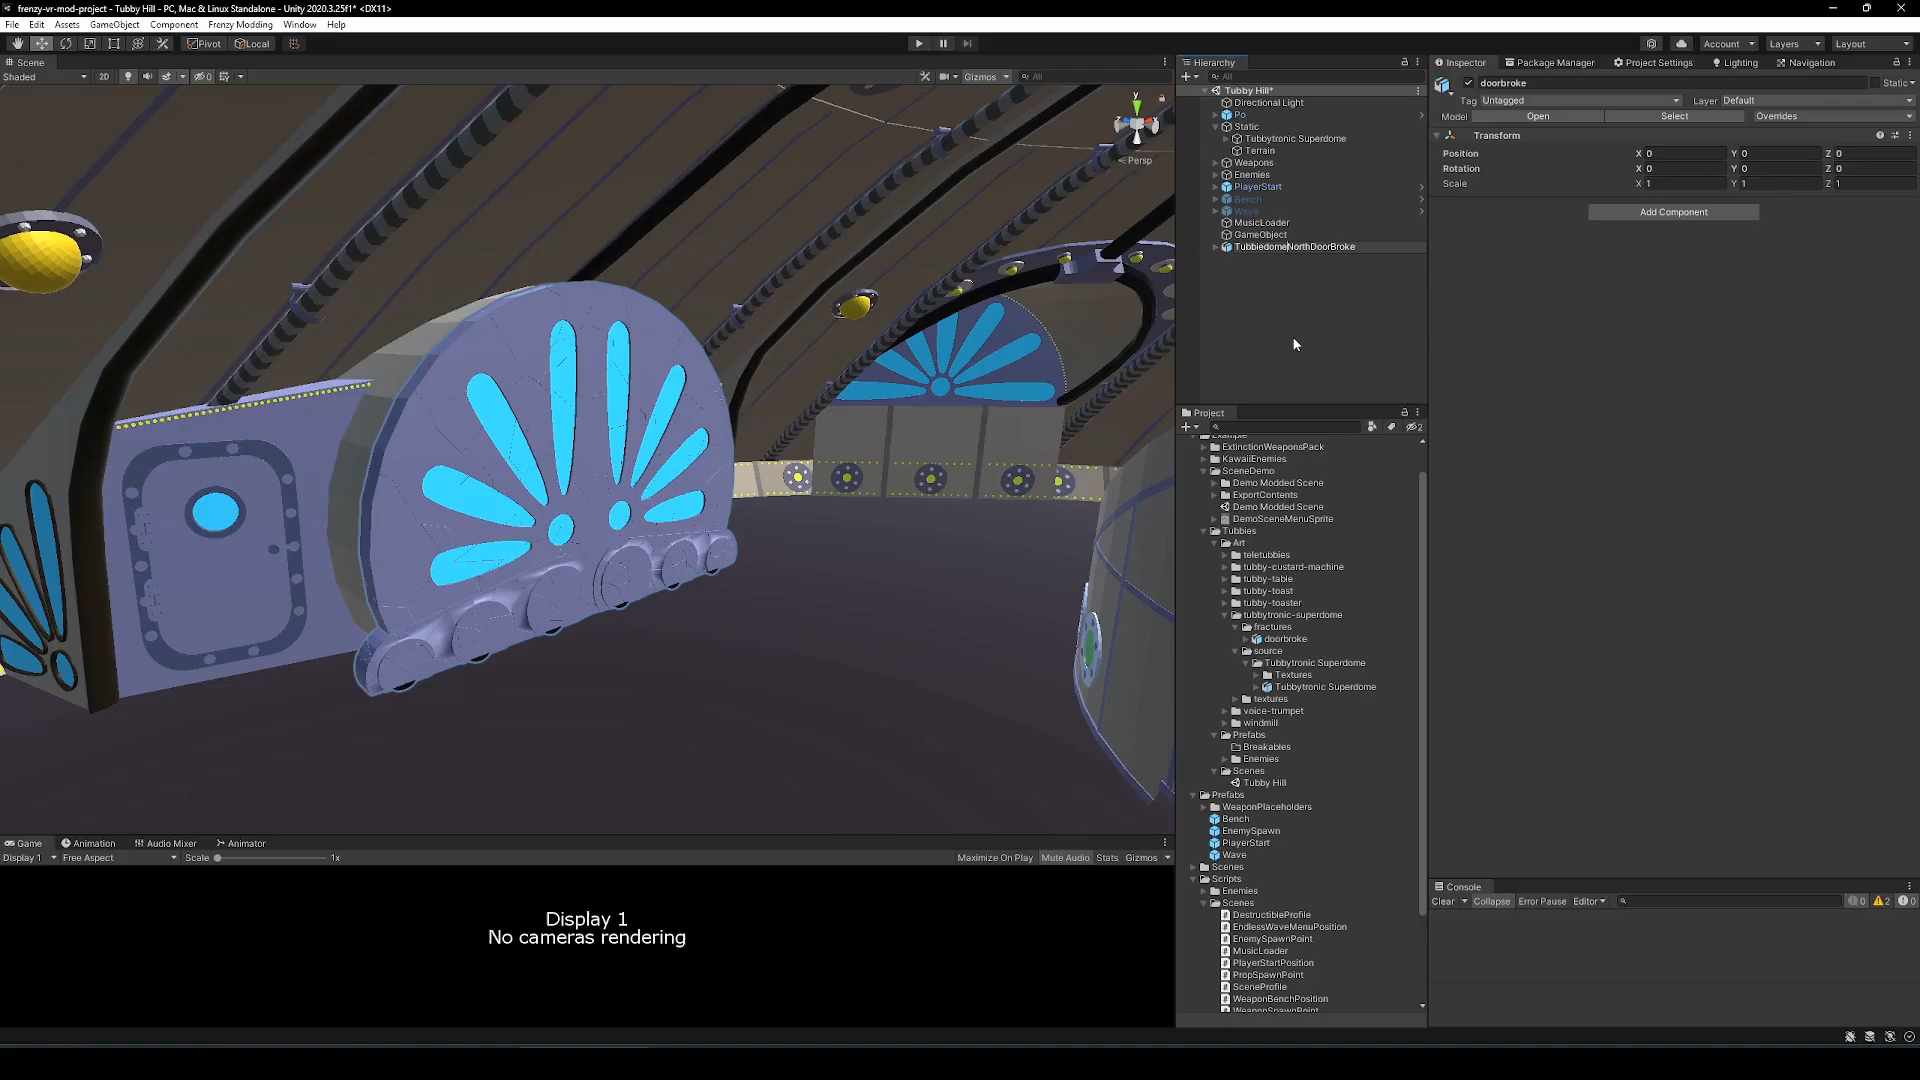 frenzy-vr-mod-project - Tubby Hill - PC, Mac & Linux Standalone - Unity 2020.3.25f1* <DX11>
File Edit Assets GameObject Component Frenzy Modding Window Help
Pivot Local Account Layers Layout
Scene
Shaded 2D 0 Gizmos All
y
x
z
Persp
Hierarchy
All
Tubby Hill*
Directional Light
Po
Static
Tubbytronic Superdome
Terrain
Weapons
Enemies
PlayerStart
Bench
Wave
MusicLoader
GameObject
TubbiedomeNorthDoorBroke
Project
2
Example
ExtinctionWeaponsPack
KawaiiEnemies
SceneDemo
Demo Modded Scene
ExportContents
Demo Modded Scene
DemoSceneMenuSprite
Tubbies
Art
teletubbies
tubby-custard-machine
tubby-table
tubby-toast
tubby-toaster
tubbytronic-superdome
fractures
doorbroke
source
Tubbytronic Superdome
Textures
Tubbytronic Superdome
textures
voice-trumpet
windmill
Prefabs
Breakables
Enemies
Scenes
Tubby Hill
Prefabs
WeaponPlaceholders
Bench
EnemySpawn
PlayerStart
Wave
Scenes
Scripts
Enemies
Scenes
DestructibleProfile
EndlessWaveMenuPosition
EnemySpawnPoint
MusicLoader
PlayerStartPosition
PropSpawnPoint
SceneProfile
WeaponBenchPosition
WeaponSpawnPoint
Inspector Package Manager Project Settings Lighting Navigation
doorbroke Static
Tag Untagged Layer Default
Model Open Select Overrides
Transform
Position X 0 Y 0 Z 0
Rotation X 0 Y 0 Z 0
Scale X 1 Y 1 Z 1
Add Component
Console
Clear Collapse Error Pause Editor 0 2 0
Game Animation Audio Mixer Animator
Display 1 Free Aspect Scale 1x Maximize On Play Mute Audio Stats Gizmos
Display 1
No cameras rendering